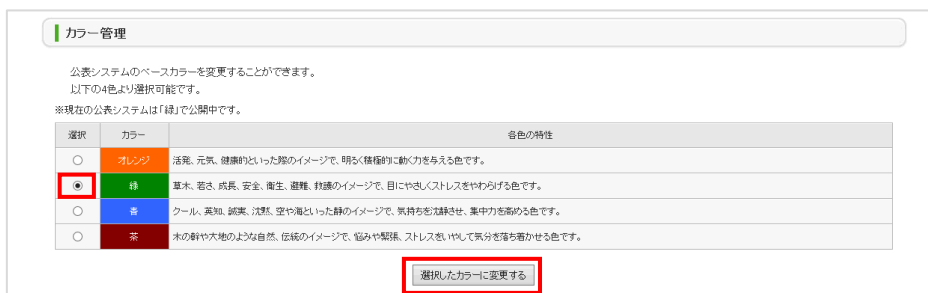 カラー管理
公表システムのベースカラーを変更することができます。
以下の4色より選択可能です。
※現在の公表システムは「緑」で公開中です。
選択 カラー 各色の特性
オレンジ 活発、元気、健康的といった陽のイメージで、明るく積極的に動く力を与える色です。
緑 草木、若さ、成長、安全、衛生、避難、救護のイメージで、目にやさしくストレスをやわらげる色です。
青 クール、英知、誠実、沈黙、空や海といった静のイメージで、気持ちを沈静させ、集中力を高める色です。
茶 木の幹や大地のような自然、伝統のイメージで、悩みや緊張、ストレスをいやして気分を落ち着かせる色です。
選択したカラーに変更する